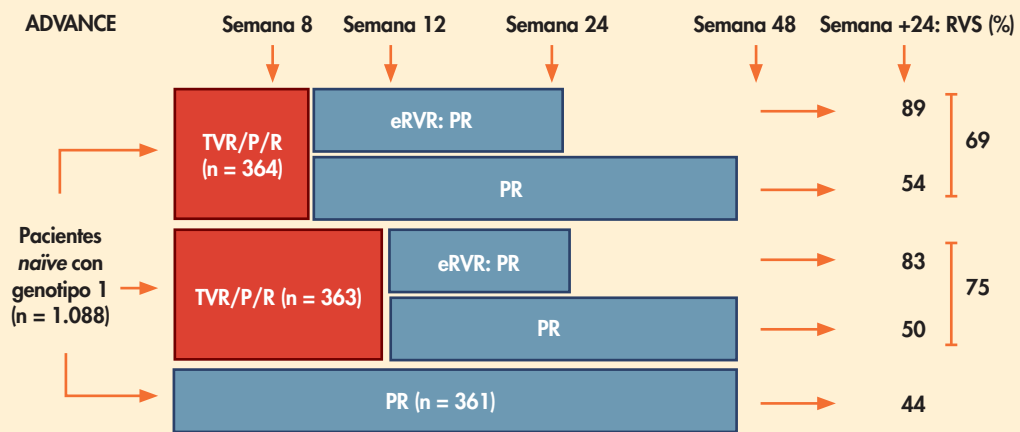 ADVANCE
Semana 8
Semana 12
Semana 24
Semana 48
Semana +24: RVS (%)
TVR/P/R
(n = 364)
eRVR: PR
PR
89
54
69
Pacientes
naïve con
genotipo 1
(n = 1.088)
TVR/P/R (n = 363)
eRVR: PR
PR
83
50
75
PR (n = 361)
44